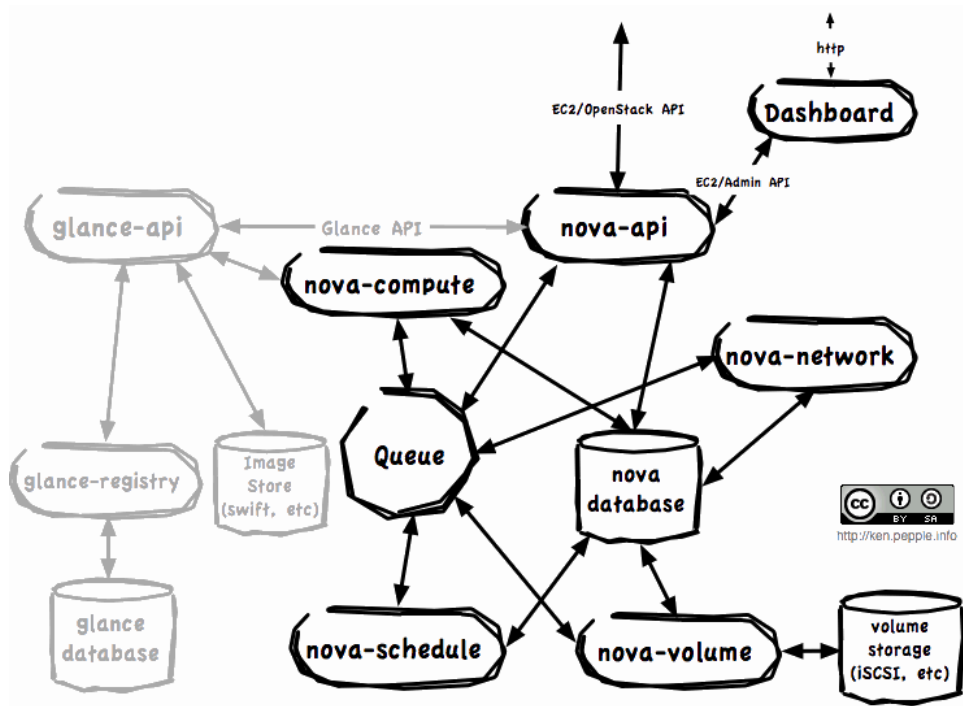 http
Dashboard
EC2/OpenStack API
EC2/Admin API
glance-api
Glance API
nova-api
nova-compute
nova-network
Queue
nova
database
glance-registry
Image
Store
(swift, etc)
cc
BY SA
http://ken.pepple.info
glance
database
nova-schedule
nova-volume
volume
storage
(iSCSI, etc)